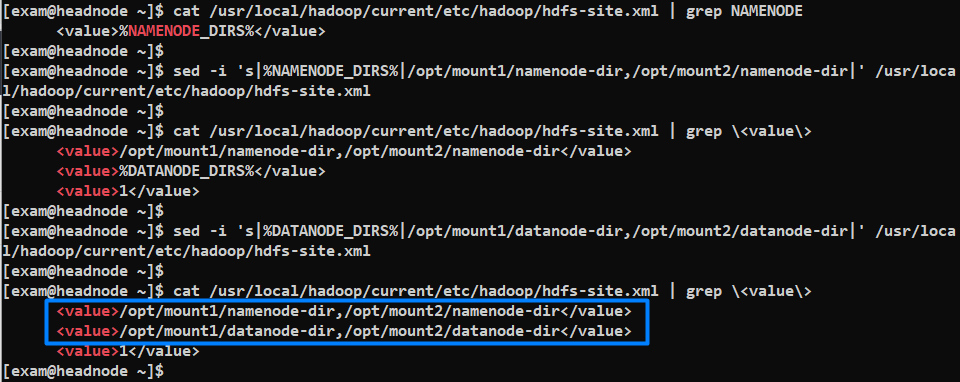 [exam@headnode ~]$ cat /usr/local/hadoop/current/etc/hadoop/hdfs-site.xml | grep NAMENODE
<value>%NAMENODE_DIRS%</value>
[exam@headnode ~]$
[exam@headnode ~]$ sed -i 's|%NAMENODE_DIRS%|/opt/mount1/namenode-dir,/opt/mount2/namenode-dir|' /usr/loca
l/hadoop/current/etc/hadoop/hdfs-site.xml
[exam@headnode ~]$
[exam@headnode ~]$ cat /usr/local/hadoop/current/etc/hadoop/hdfs-site.xml | grep \<value\>
<value>/opt/mount1/namenode-dir,/opt/mount2/namenode-dir</value>
<value>%DATANODE_DIRS%</value>
<value>1</value>
[exam@headnode ~]$
[exam@headnode ~]$ sed -i 's|%DATANODE_DIRS%|/opt/mount1/datanode-dir,/opt/mount2/datanode-dir|' /usr/loca
l/hadoop/current/etc/hadoop/hdfs-site.xml
[exam@headnode ~]$
[exam@headnode ~]$ cat /usr/local/hadoop/current/etc/hadoop/hdfs-site.xml | grep \<value\>
<value>/opt/mount1/namenode-dir,/opt/mount2/namenode-dir</value>
<value>/opt/mount1/datanode-dir,/opt/mount2/datanode-dir</value>
<value>1</value>
[exam@headnode ~]$